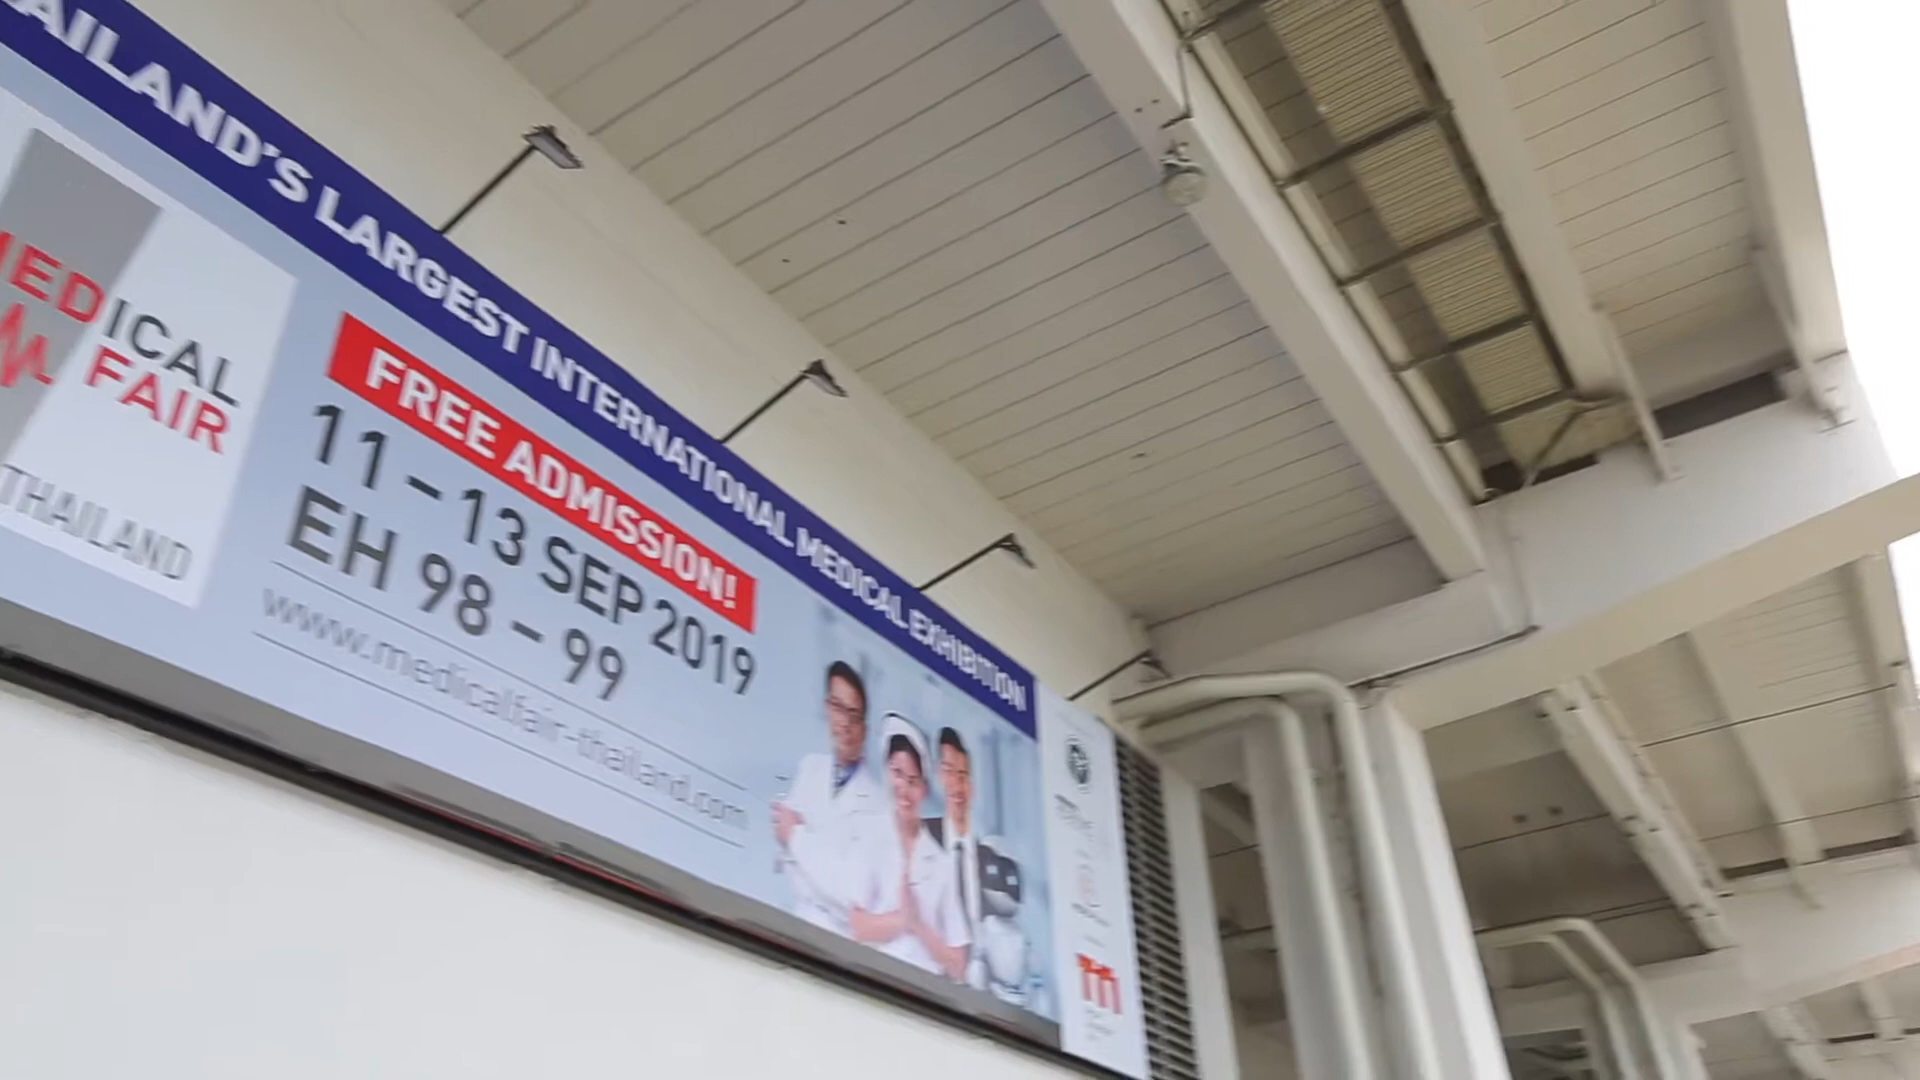 AILAND'S LARGEST INTERNATIONAL MEDICAL EXHIBITION
MEDICAL
FAIR
THAILAND
FREE ADMISSION!
11 – 13 SEP 2019
EH 98 – 99
www.medicalfair-thailand.com